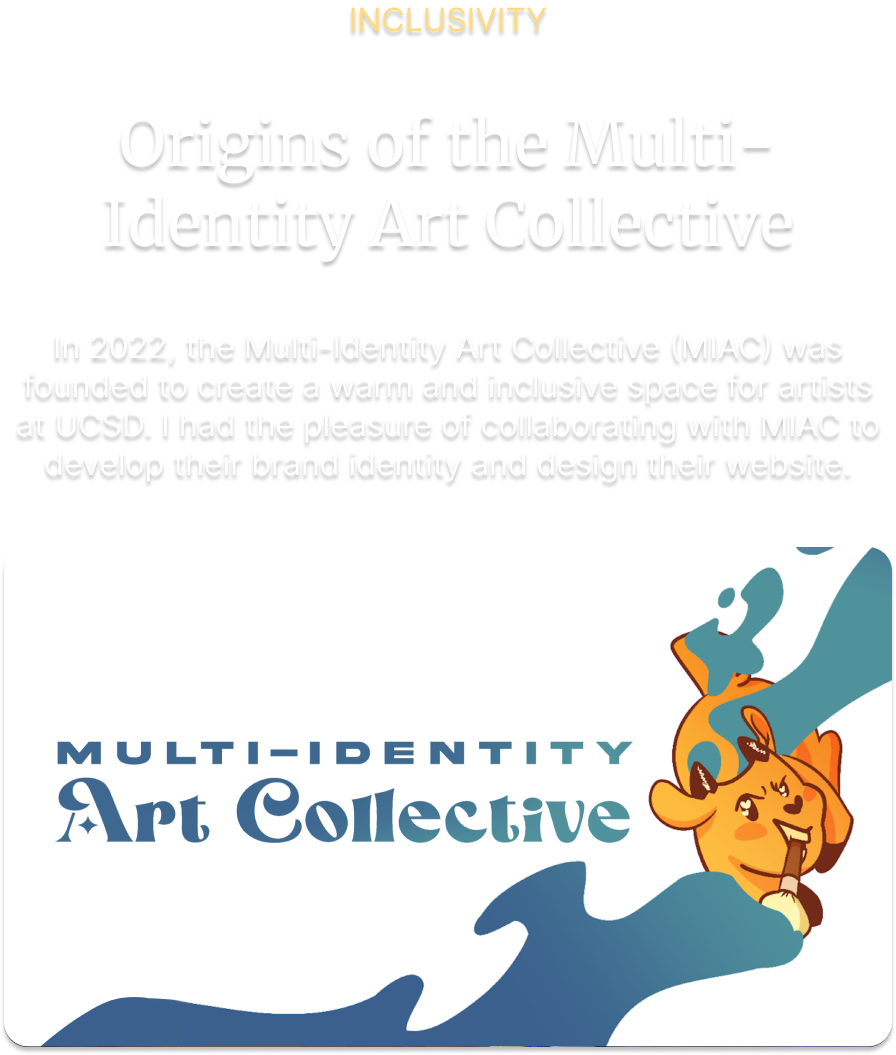 INCLUSIVITY
Origins of the Multi-
Identity Art Collective
In 2022, the Multi-Identity Art Collective (MIAC) was
founded to create a warm and inclusive space for artists
at UCSD. I had the pleasure of collaborating with MIAC to
develop their brand identity and design their website.
MULTI-IDENTITY
Art Collective